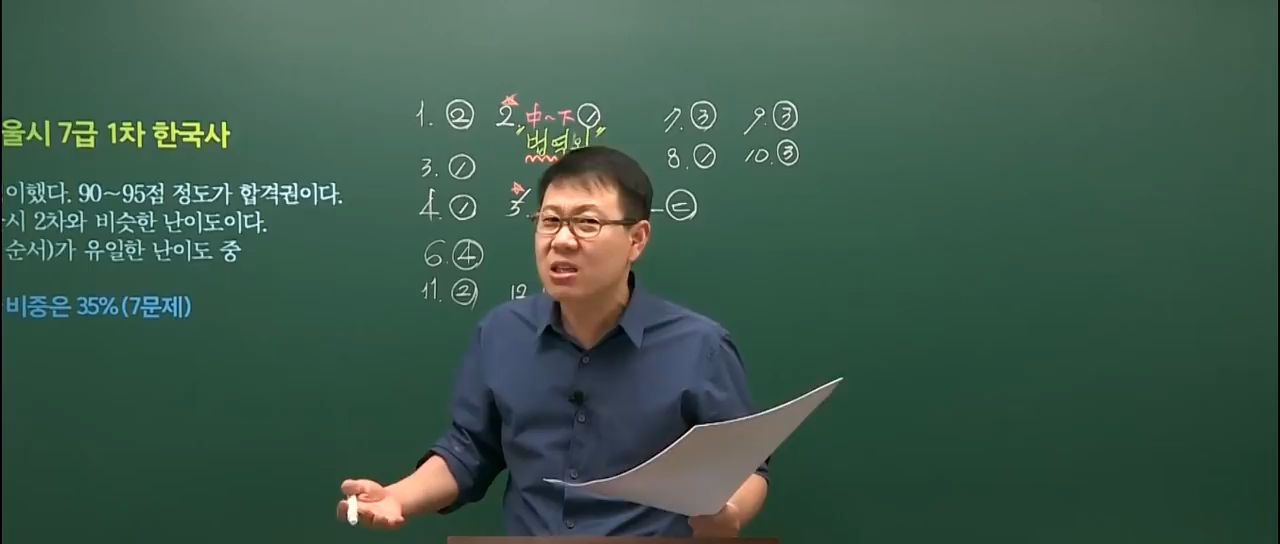 울시 7급 1차 한국사
이했다. 90~95점 정도가 합격권이다.
시 2차와 비슷한 난이도이다.
순서)가 유일한 난이도 중
비중은 35%(7문제)
1. ② 2. 中~下 ①
3. ①
4. ① 5.
6. ④
11. ② 12
7. ③ 9. ③
8. ① 10. ③